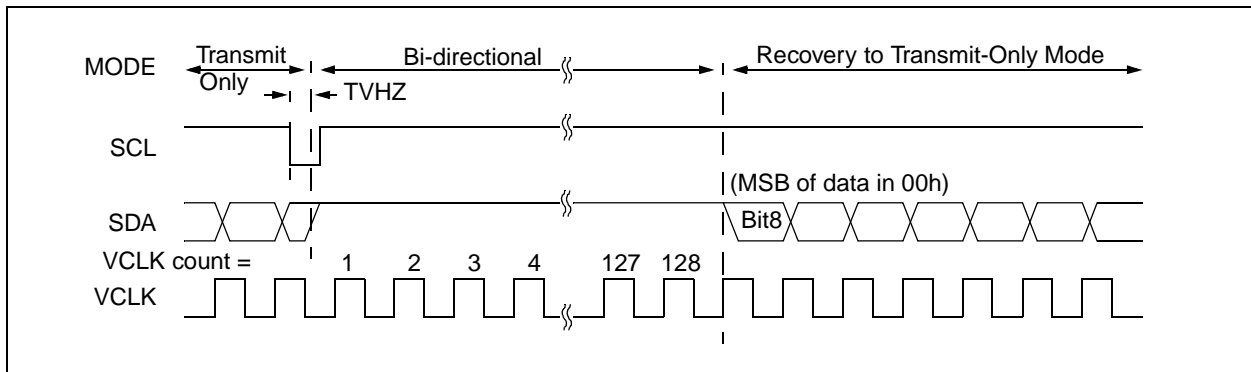 MODE
Transmit
Only
Bi-directional
Recovery to Transmit-Only Mode
TVHZ
SCL
(MSB of data in 00h)
SDA
Bit8
VCLK count = 1 2 3 4 127 128
VCLK